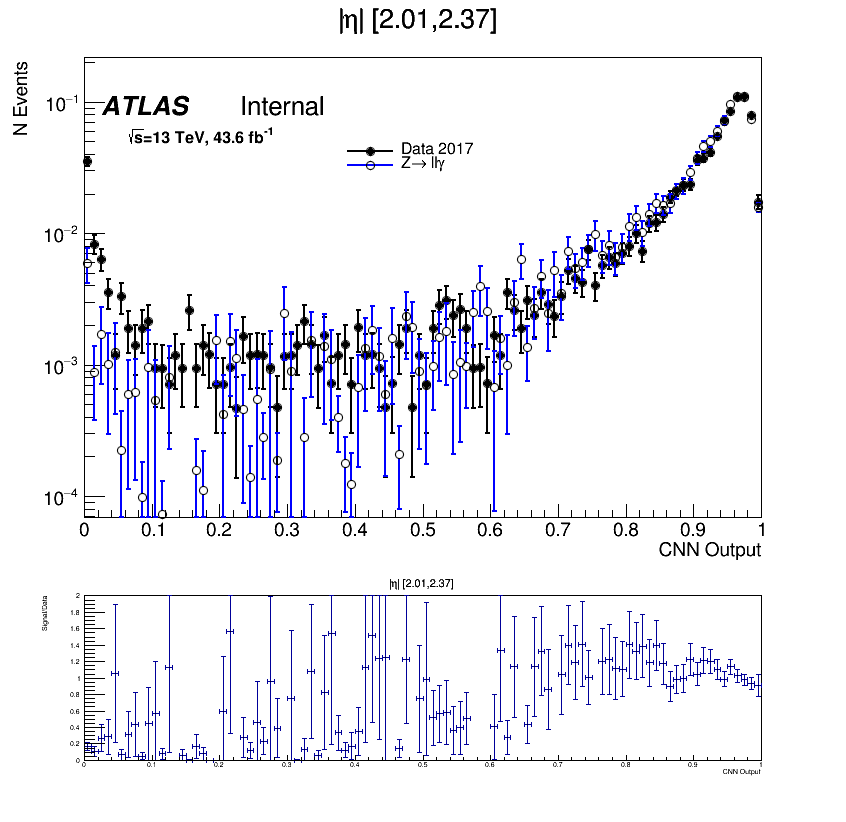 |η| [2.01,2.37]
N Events
ATLAS Internal
√s=13 TeV, 43.6 fb⁻¹
Data 2017
Z→ llγ
10⁻¹
10⁻²
10⁻³
10⁻⁴
0 0.1 0.2 0.3 0.4 0.5 0.6 0.7 0.8 0.9 1
CNN Output
|η| [2.01,2.37]
Signal/Data
2
1.8
1.6
1.4
1.2
1
0.8
0.6
0.4
0.2
0
0 0.1 0.2 0.3 0.4 0.5 0.6 0.7 0.8 0.9 1
CNN Output